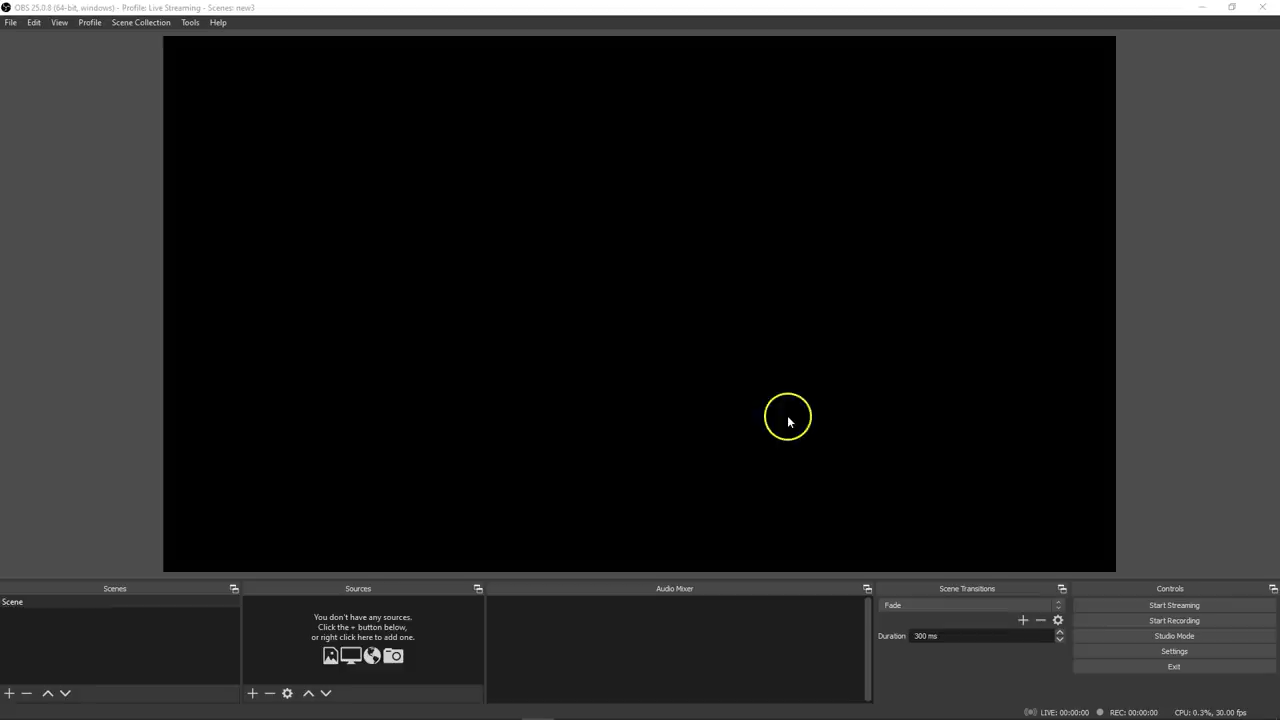 OBS 25.0.8 (64-bit, windows) - Profile: Live Streaming - Scenes: new3
File Edit View Profile Scene Collection Tools Help
Scenes
Sources
Audio Mixer
Scene Transitions
Controls
Scene
You don't have any sources.
Click the + button below,
or right click here to add one.
Fade
Duration 300 ms
Start Streaming
Start Recording
Studio Mode
Settings
Exit
LIVE: 00:00:00 REC: 00:00:00 CPU: 0.3%, 30.00 fps